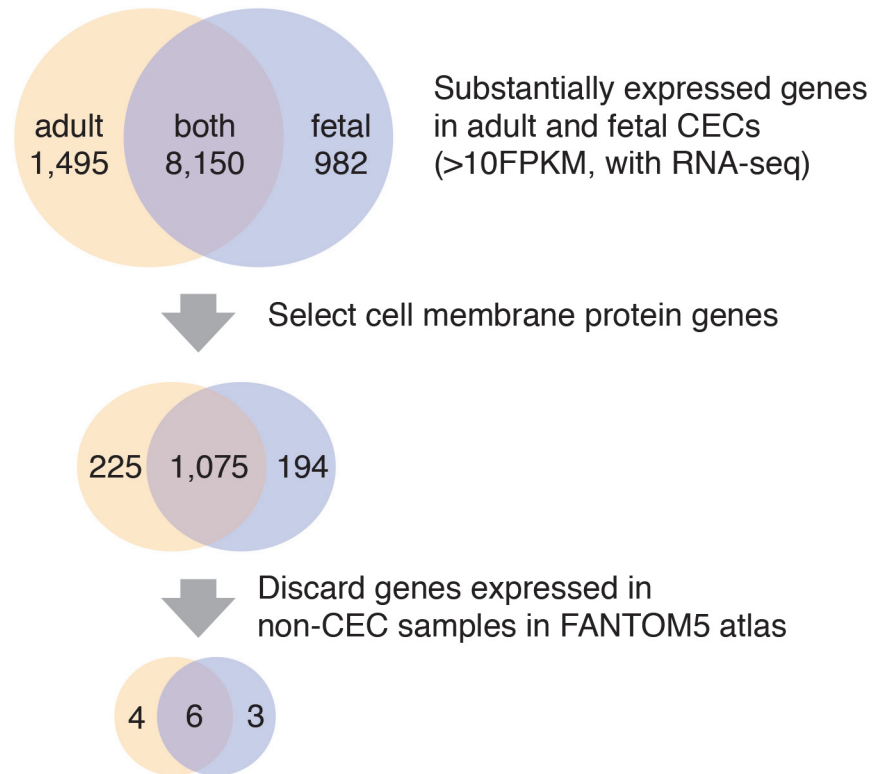 adult both fetal
1,495 8,150 982
Substantially expressed genes
in adult and fetal CECs
(>10FPKM, with RNA-seq)
Select cell membrane protein genes
225 1,075 194
Discard genes expressed in
non-CEC samples in FANTOM5 atlas
4 6 3